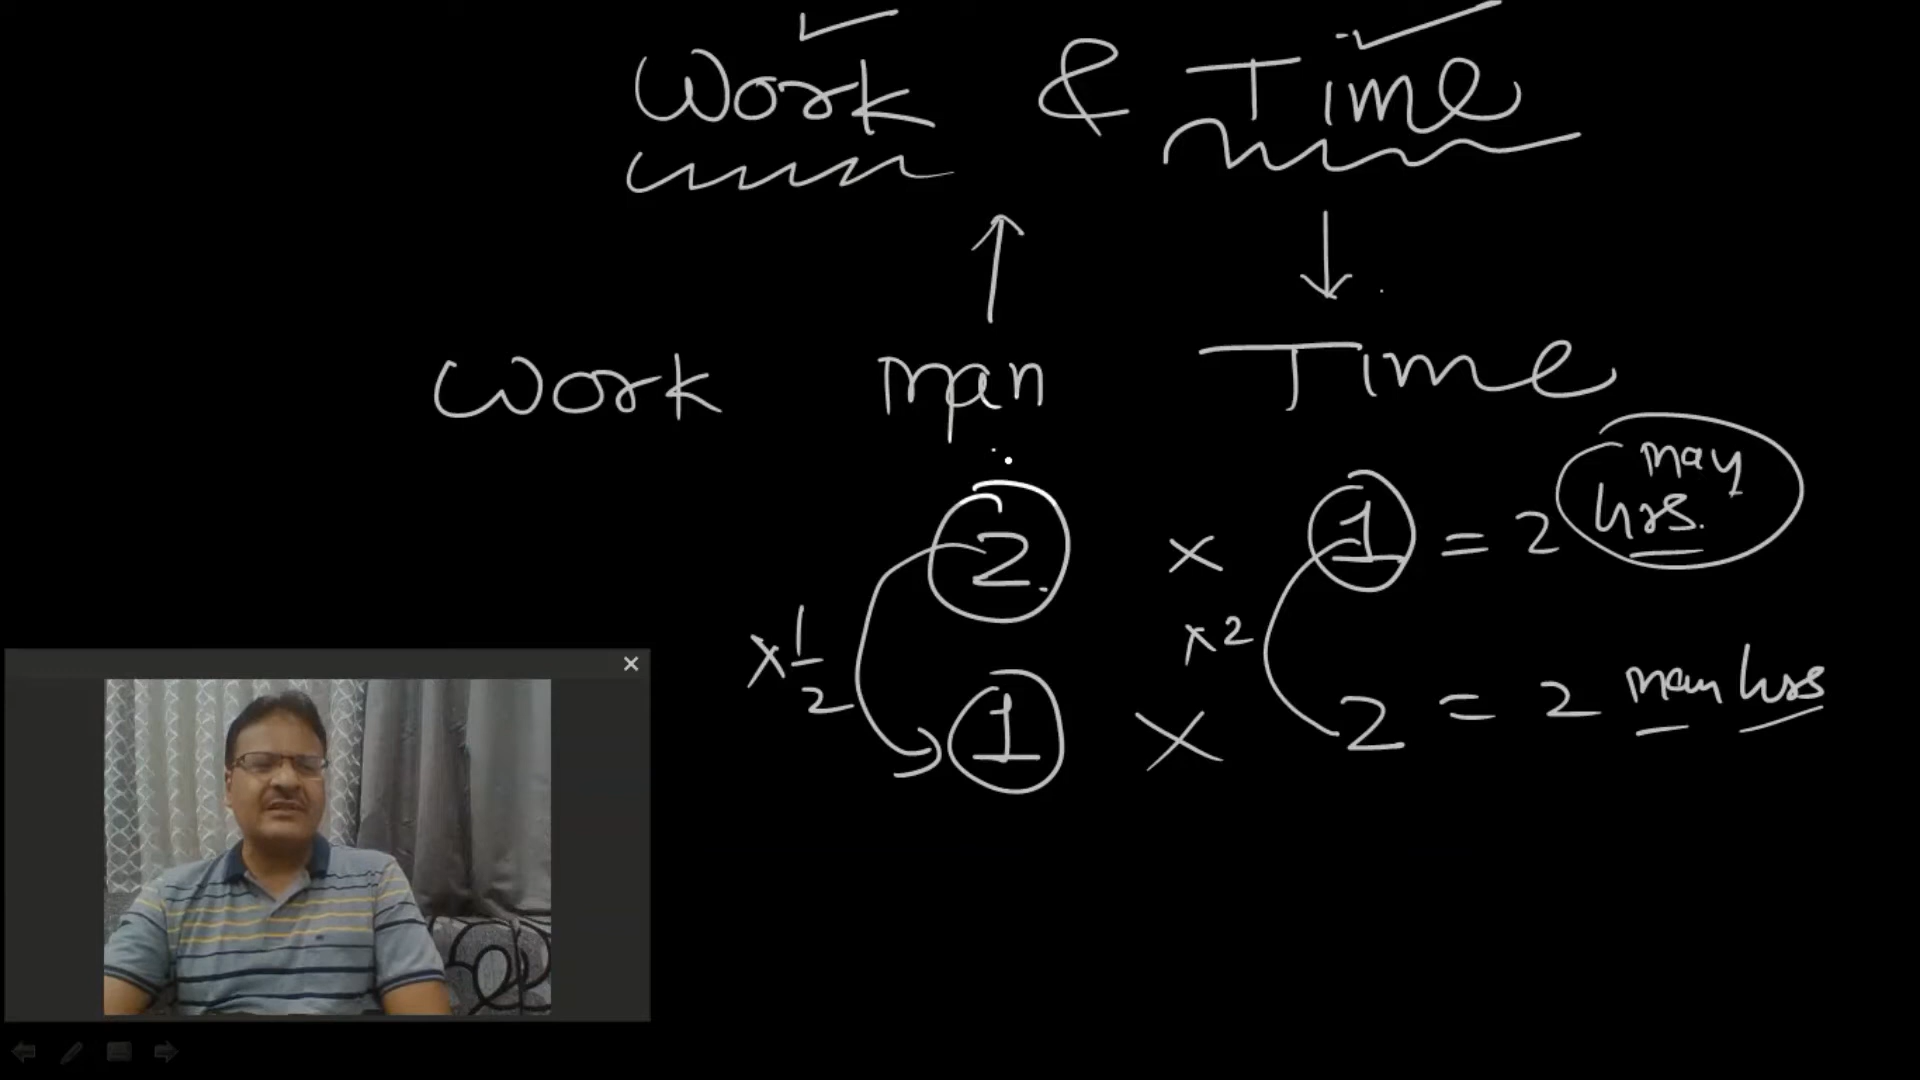 Work & Time
Work man Time
2 × 1 = 2 man hrs.
×1/2 ×2
1 × 2 = 2 man hrs